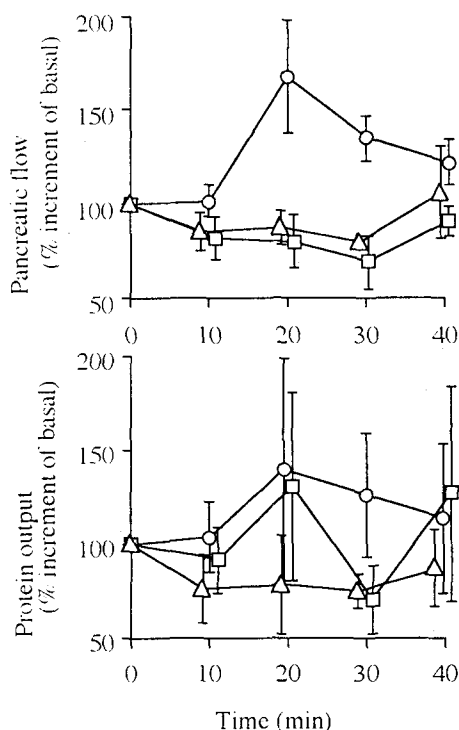 Pancreatic flow
(% increment of basal)
200
150
100
50
0 10 20 30 40
Protein output
(% increment of basal)
200
150
100
50
0 10 20 30 40
Time (min)